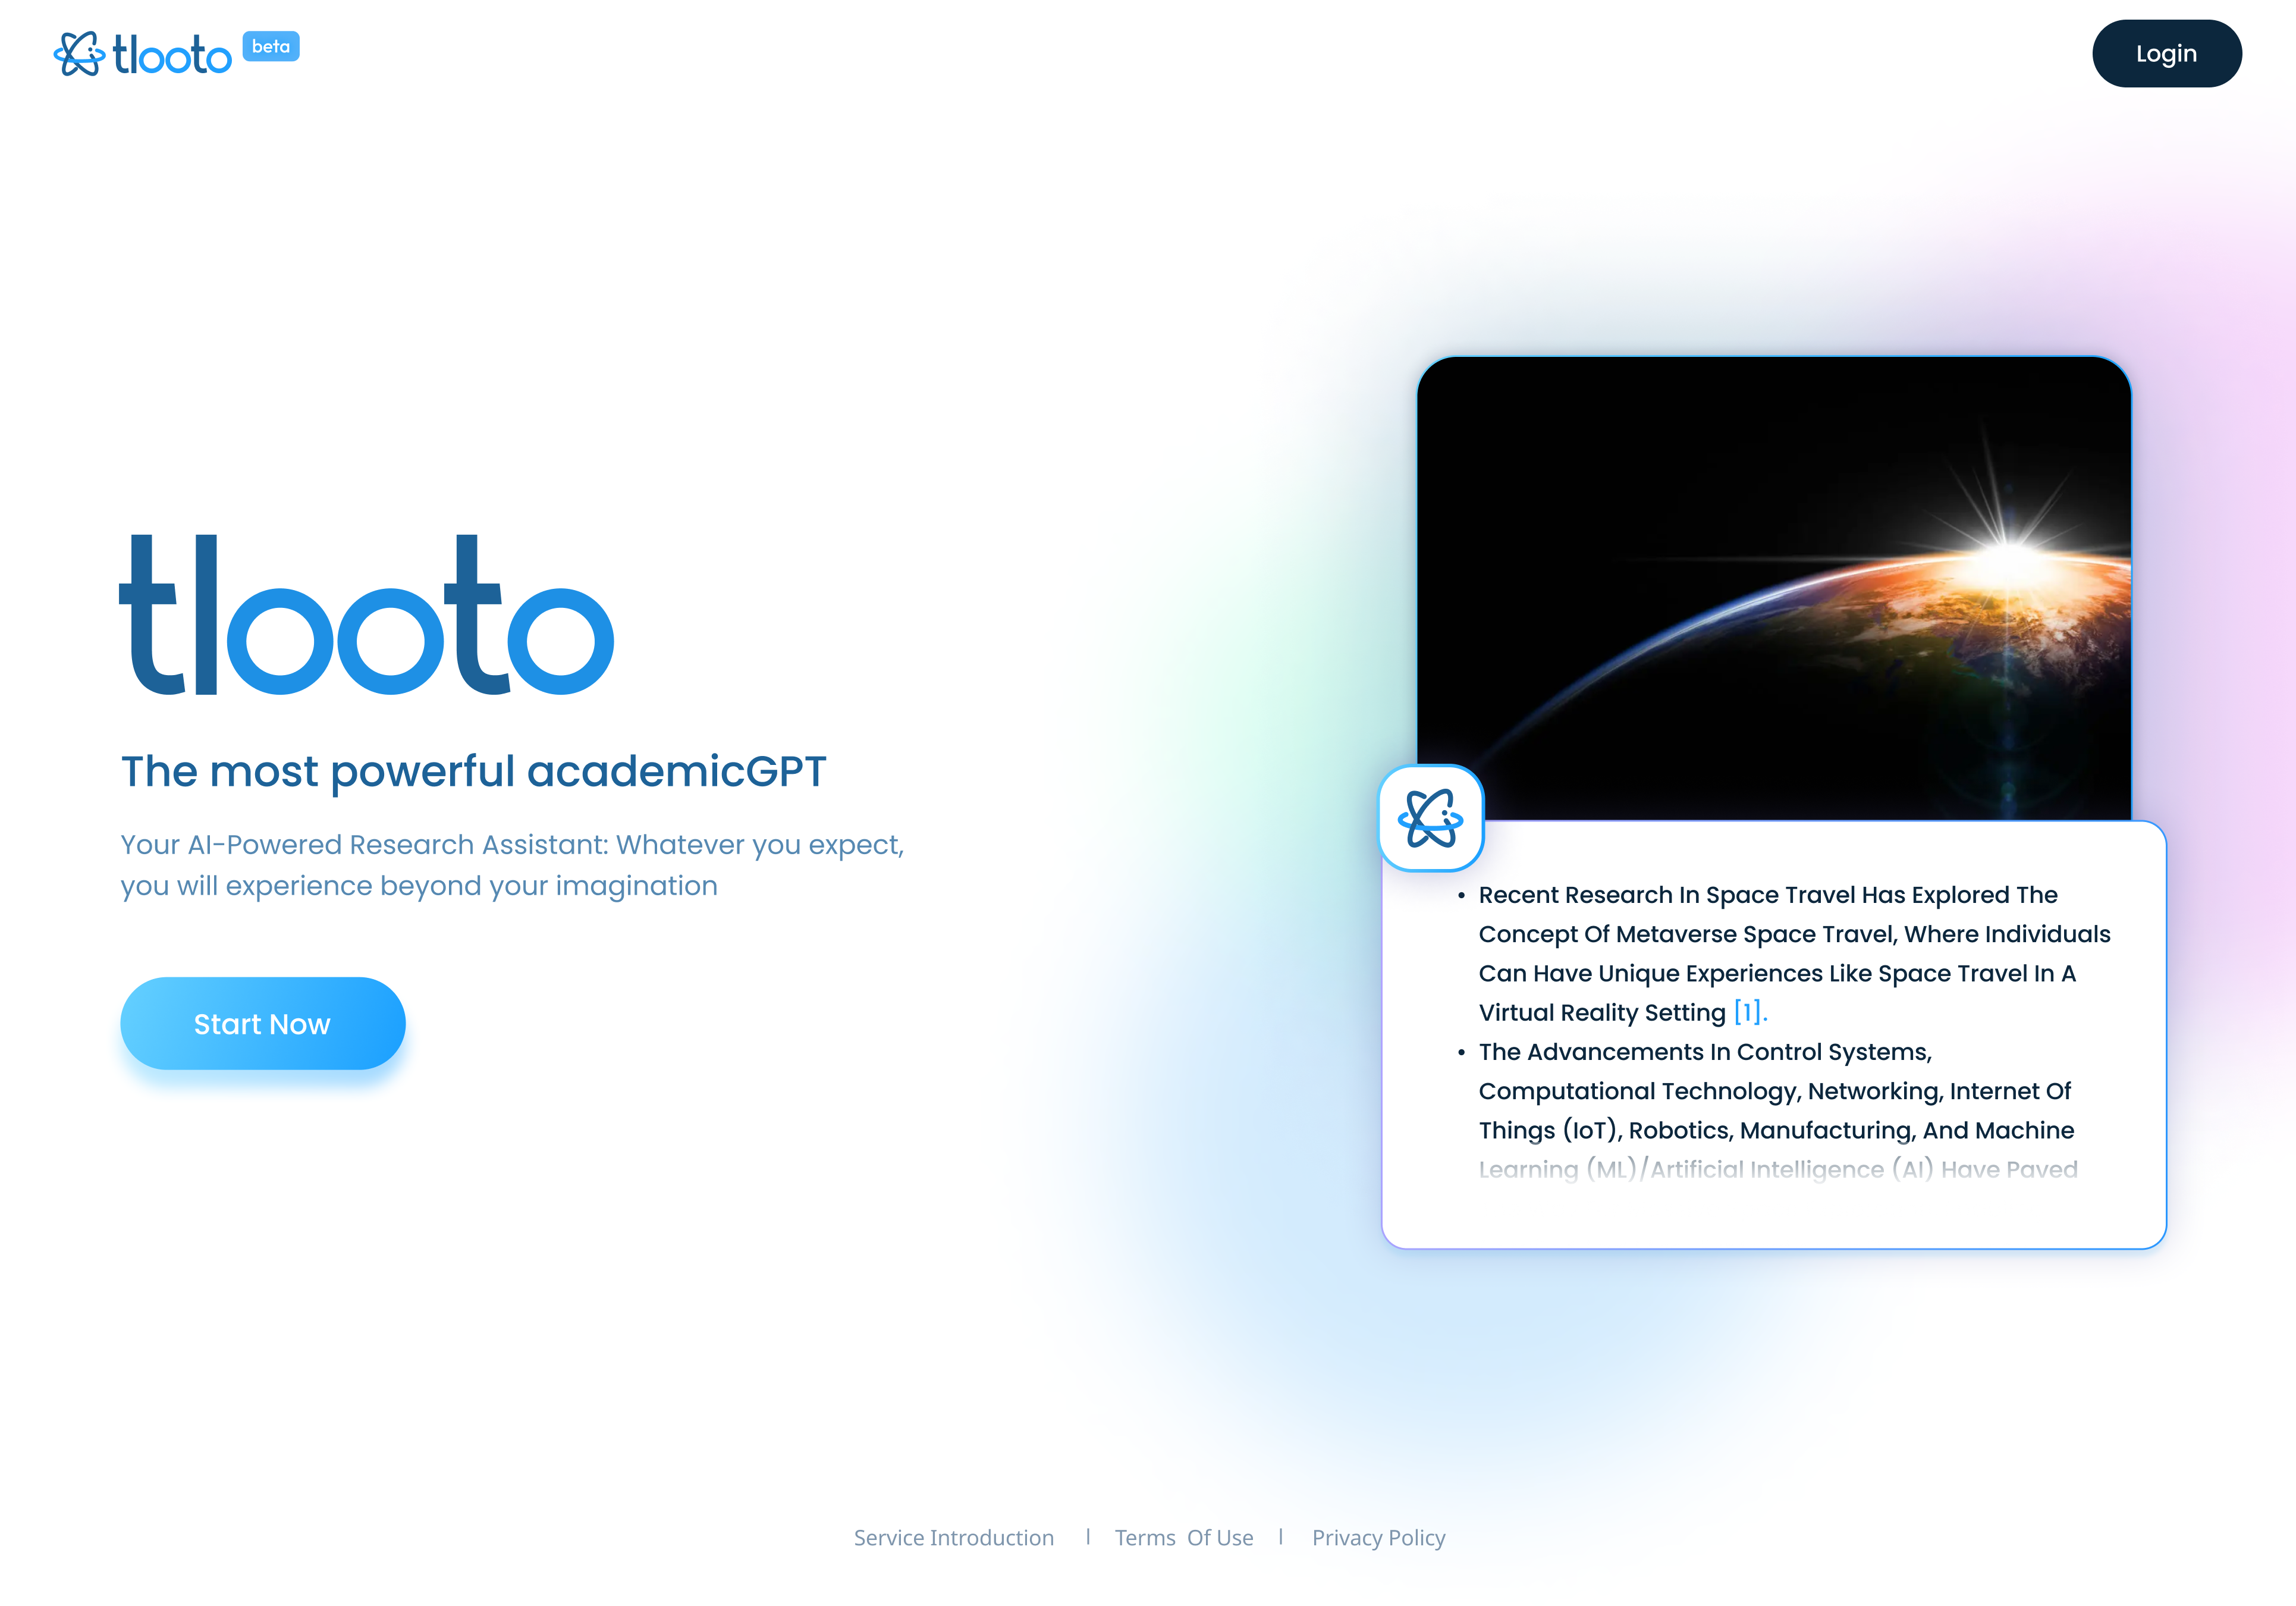 tlooto beta
Login
tlooto
The most powerful academicGPT
Your AI-Powered Research Assistant: Whatever you expect,
you will experience beyond your imagination
Start Now
• Recent Research In Space Travel Has Explored The
Concept Of Metaverse Space Travel, Where Individuals
Can Have Unique Experiences Like Space Travel In A
Virtual Reality Setting [1].
• The Advancements In Control Systems,
Computational Technology, Networking, Internet Of
Things (IoT), Robotics, Manufacturing, And Machine
Learning (ML)/Artificial Intelligence (AI) Have Paved
Service Introduction | Terms Of Use | Privacy Policy